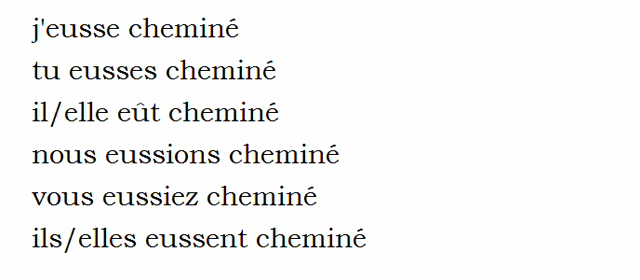 j'eusse cheminé
tu eusses cheminé
il/elle eût cheminé
nous eussions cheminé
vous eussiez cheminé
ils/elles eussent cheminé